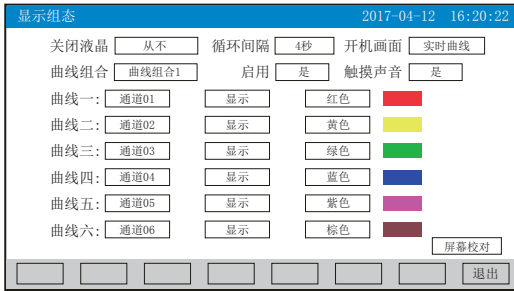 显示组态 2017-04-12 16:20:22
关闭液晶 从不 循环间隔 4秒 开机画面 实时曲线
曲线组合 曲线组合1 启用 是 触摸声音 是
曲线一: 通道01 显示 红色
曲线二: 通道02 显示 黄色
曲线三: 通道03 显示 绿色
曲线四: 通道04 显示 蓝色
曲线五: 通道05 显示 紫色
曲线六: 通道06 显示 棕色
屏幕校对
退出